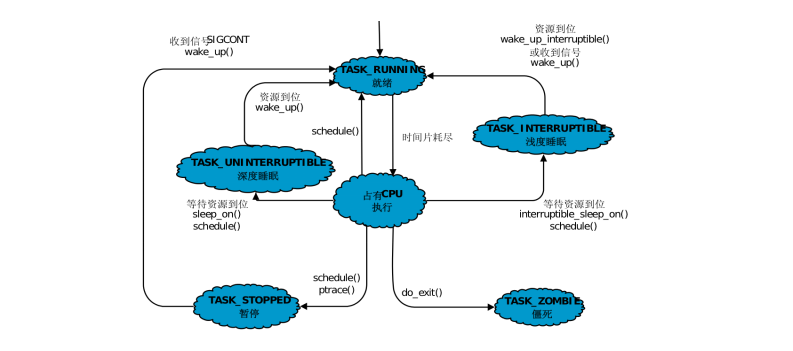 收到信号SIGCONT
wake_up()
资源到位
wake_up_interruptible()
或收到信号
wake_up()
TASK_RUNNING
就绪
资源到位
wake_up()
schedule()
时间片耗尽
TASK_INTERRUPTIBLE
浅度睡眠
TASK_UNINTERRUPTIBLE
深度睡眠
占有CPU
执行
等待资源到位
sleep_on()
schedule()
等待资源到位
interruptible_sleep_on()
schedule()
schedule()
ptrace()
do_exit()
TASK_STOPPED
暂停
TASK_ZOMBIE
僵死